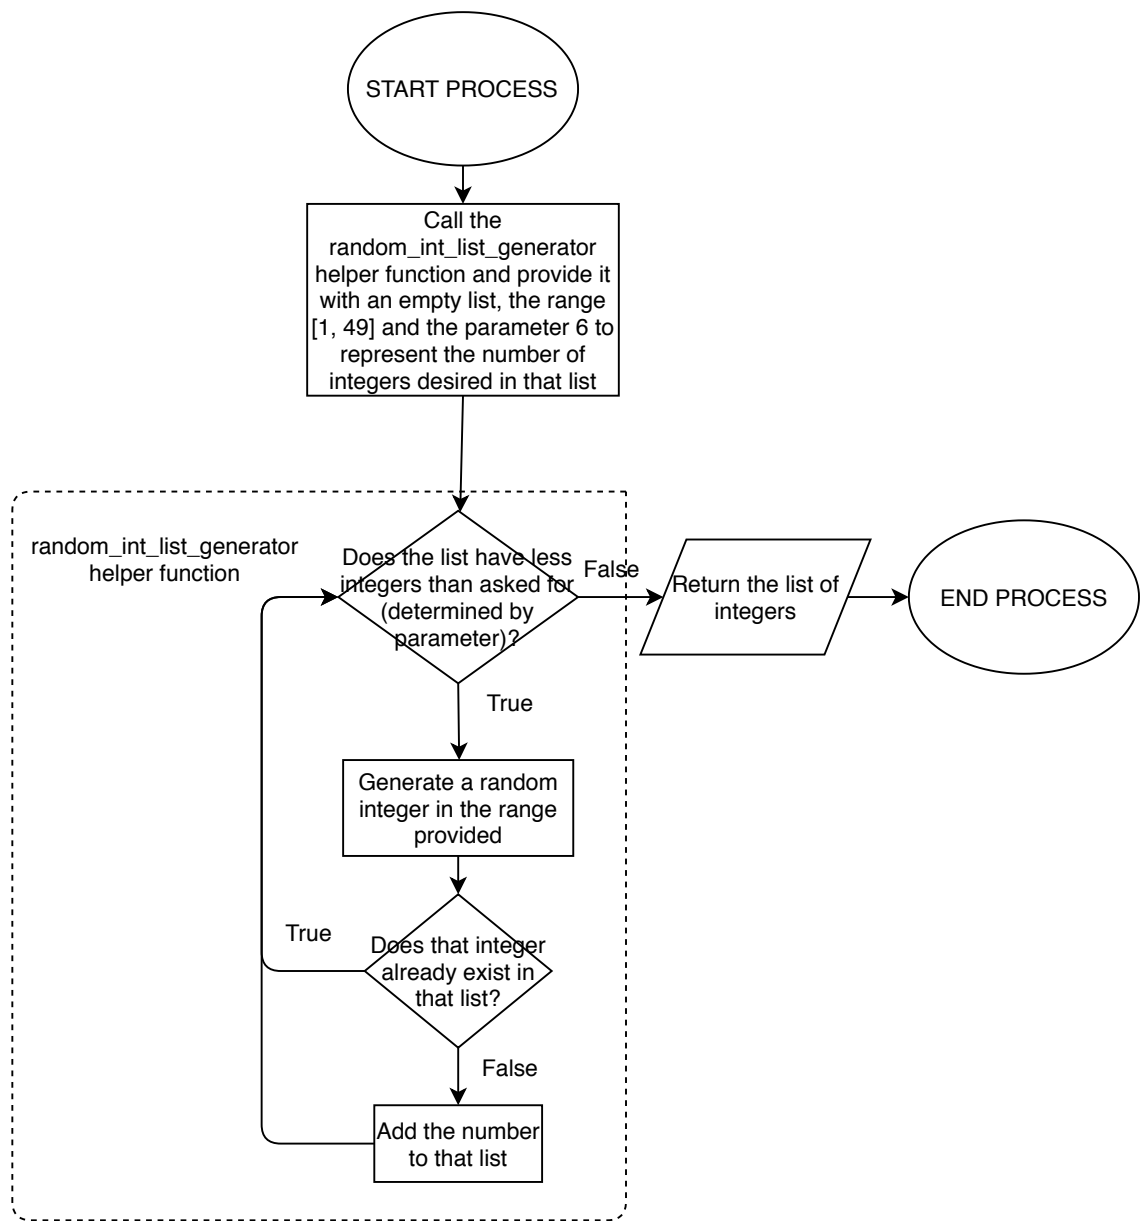 START PROCESS
Call the
random_int_list_generator
helper function and provide it
with an empty list, the range
[1, 49] and the parameter 6 to
represent the number of
integers desired in that list
random_int_list_generator
helper function
Does the list have less
integers than asked for
(determined by
parameter)?
False
Return the list of
integers
END PROCESS
True
Generate a random
integer in the range
provided
True
Does that integer
already exist in
that list?
False
Add the number
to that list